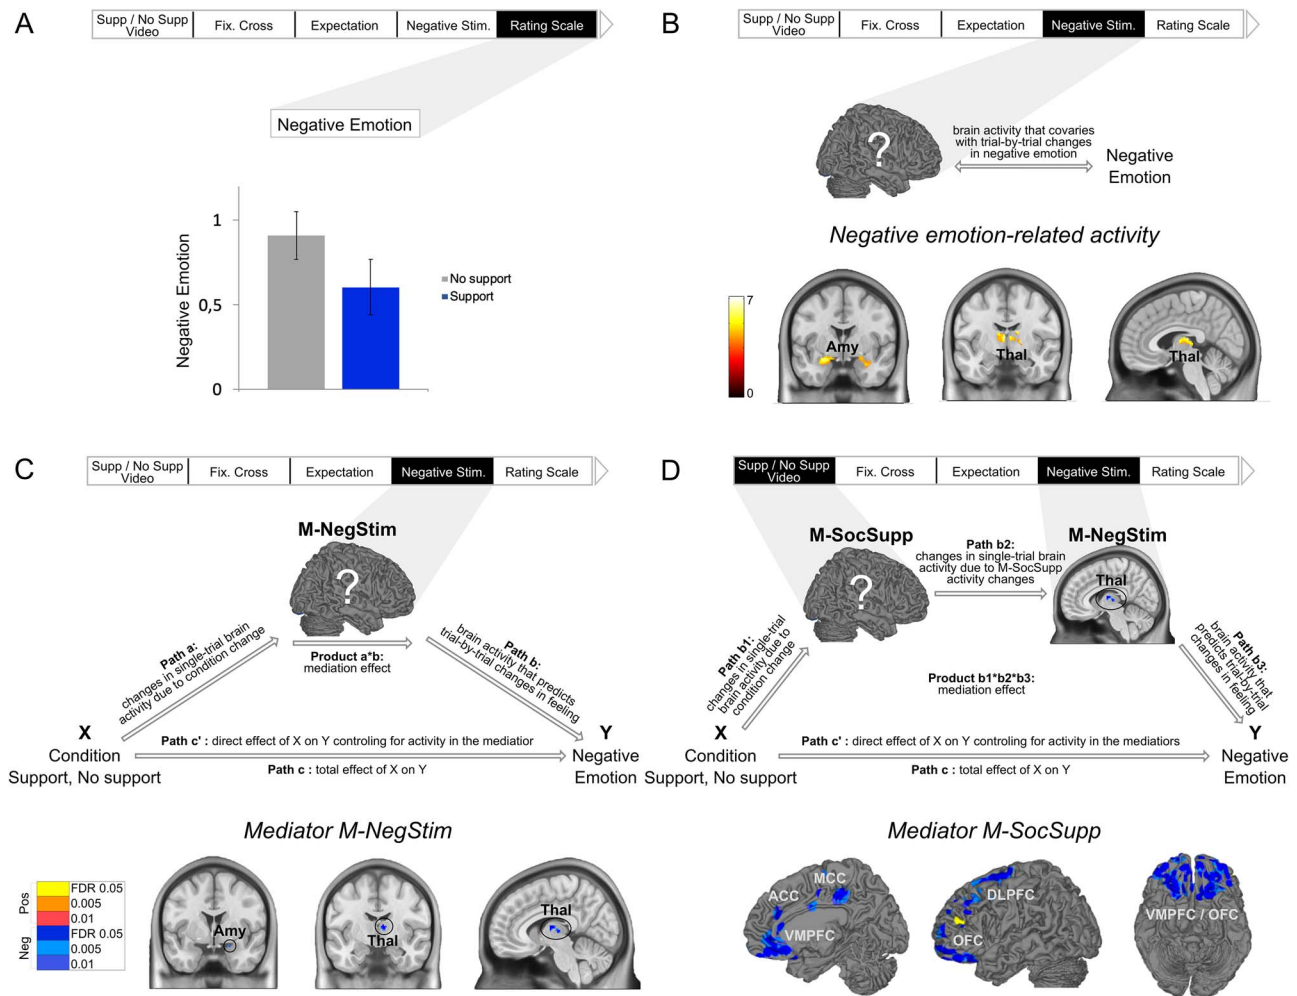 A
Supp / No Supp
Video
Fix. Cross
Expectation
Negative Stim.
Rating Scale
Negative Emotion
Negative Emotion
1
0,5
0
No support
Support
B
Supp / No Supp
Video
Fix. Cross
Expectation
Negative Stim.
Rating Scale
?
brain activity that covaries
with trial-by-trial changes
in negative emotion
Negative
Emotion
Negative emotion-related activity
7
0
Amy
Thal
Thal
C
Supp / No Supp
Video
Fix. Cross
Expectation
Negative Stim.
Rating Scale
M-NegStim
?
Path a:
changes in single-trial brain
activity due to condition change
Product a*b:
mediation effect
Path b:
brain activity that predicts
trial-by-trial changes in feeling
X
Condition
Support, No support
Path c' : direct effect of X on Y controling for activity in the mediatior
Path c : total effect of X on Y
Y
Negative
Emotion
Mediator M-NegStim
Pos
FDR 0.05
0.005
0.01
Neg
FDR 0.05
0.005
0.01
Amy
Thal
Thal
D
Supp / No Supp
Video
Fix. Cross
Expectation
Negative Stim.
Rating Scale
M-SocSupp
?
Path b2:
changes in single-trial brain
activity due to M-SocSupp
activity changes
M-NegStim
Thal
Path b1:
changes in single-trial
brain activity due to
condition change
Product b1*b2*b3:
mediation effect
Path b3:
brain activity that
predicts trial-by-trial
changes in feeling
X
Condition
Support, No support
Path c' : direct effect of X on Y controling for activity in the mediatiors
Path c : total effect of X on Y
Y
Negative
Emotion
Mediator M-SocSupp
ACC
MCC
VMPFC
DLPFC
OFC
VMPFC / OFC